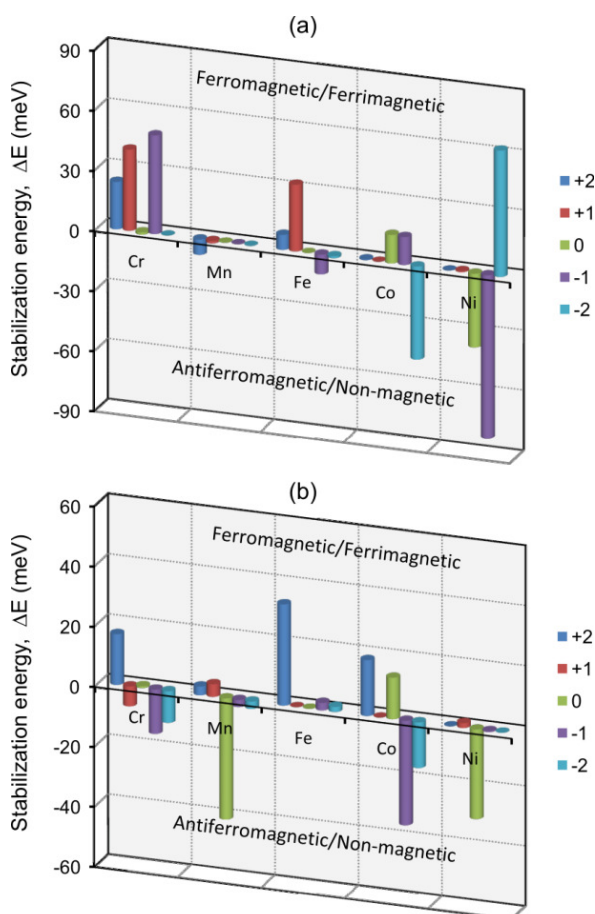 (a)
Stabilization energy, ΔE (meV)
90
60
30
0
-30
-60
-90
Ferromagnetic/Ferrimagnetic
Cr
Mn
Fe
Co
Ni
Antiferromagnetic/Non-magnetic
+2
+1
0
-1
-2
(b)
Stabilization energy, ΔE (meV)
60
40
20
0
-20
-40
-60
Ferromagnetic/Ferrimagnetic
Cr
Mn
Fe
Co
Ni
Antiferromagnetic/Non-magnetic
+2
+1
0
-1
-2